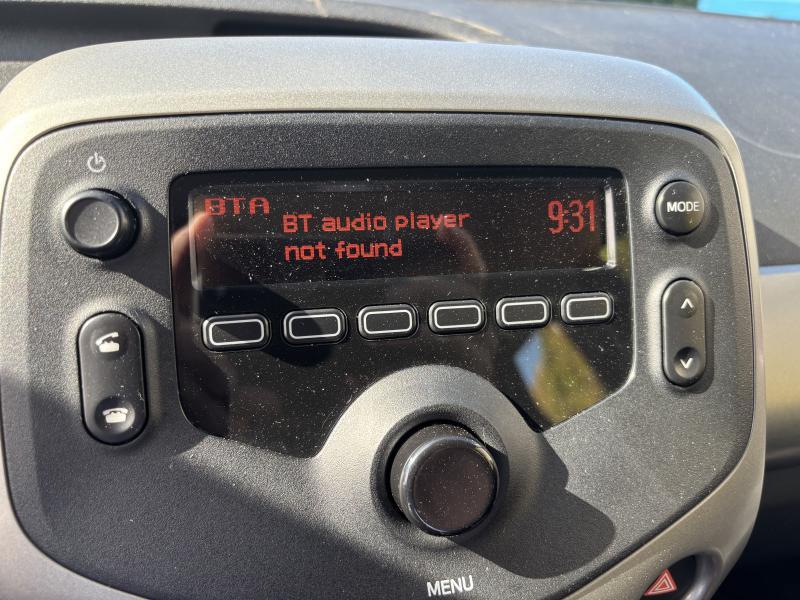 BTA
BT audio player
9:31
not found
MODE
MENU